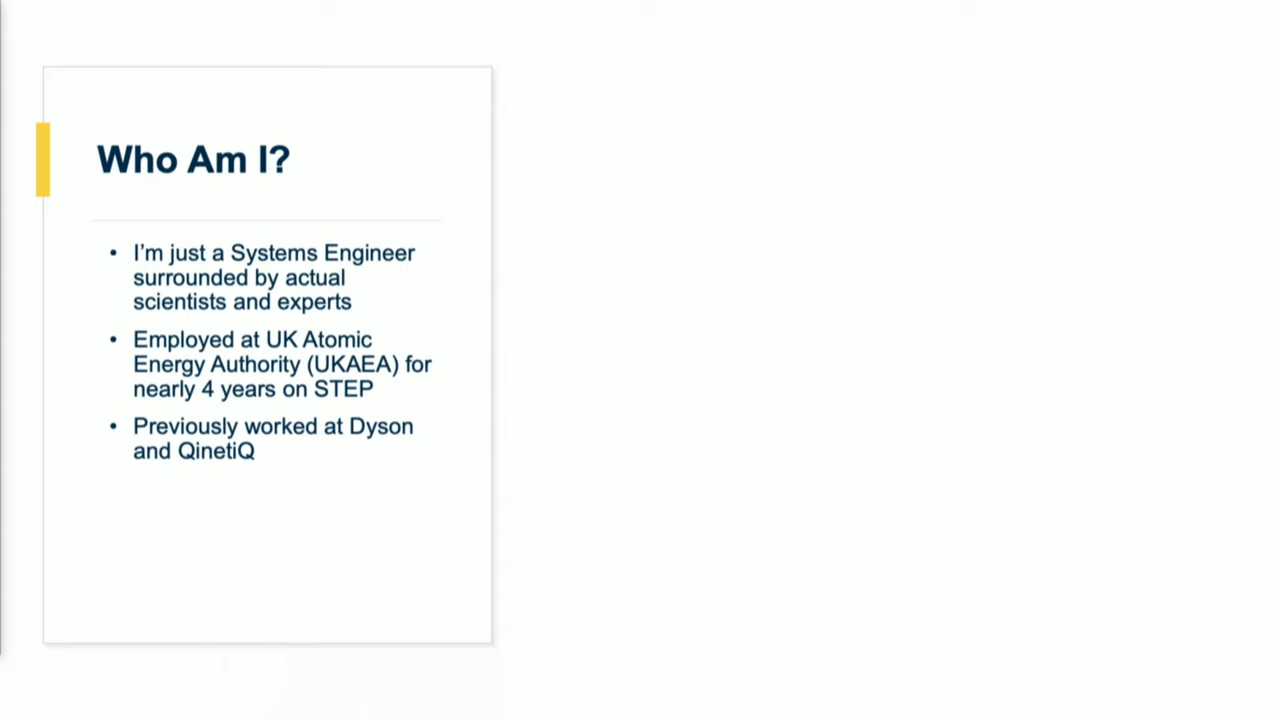 Who Am I?
• I’m just a Systems Engineer
surrounded by actual
scientists and experts
• Employed at UK Atomic
Energy Authority (UKAEA) for
nearly 4 years on STEP
• Previously worked at Dyson
and QinetiQ